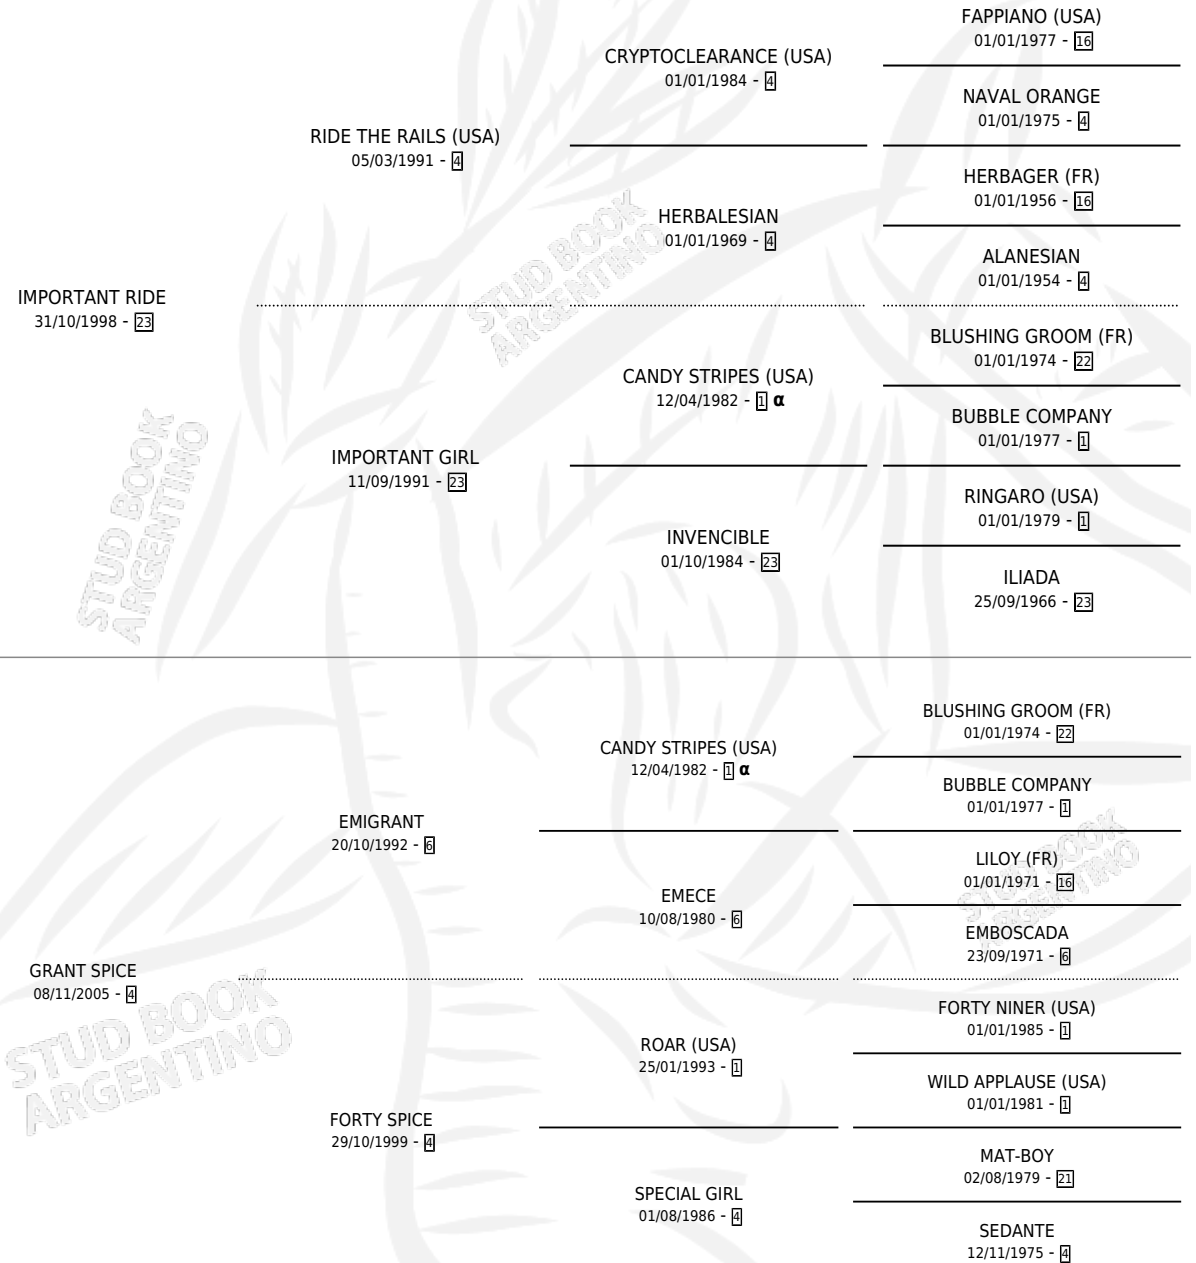 FAPPIANO (USA)
01/01/1977 - 16
CRYPTOCLEARANCE (USA)
01/01/1984 - 4
NAVAL ORANGE
01/01/1975 - 4
RIDE THE RAILS (USA)
05/03/1991 - 4
HERBAGER (FR)
01/01/1956 - 16
HERBALESIAN
01/01/1969 - 4
ALANESIAN
01/01/1954 - 4
IMPORTANT RIDE
31/10/1998 - 23
BLUSHING GROOM (FR)
01/01/1974 - 22
CANDY STRIPES (USA)
12/04/1982 - 1 α
BUBBLE COMPANY
01/01/1977 - 1
IMPORTANT GIRL
11/09/1991 - 23
RINGARO (USA)
01/01/1979 - 1
INVENCIBLE
01/10/1984 - 23
ILIADA
25/09/1966 - 23
BLUSHING GROOM (FR)
01/01/1974 - 22
CANDY STRIPES (USA)
12/04/1982 - 1 α
BUBBLE COMPANY
01/01/1977 - 1
EMIGRANT
20/10/1992 - 6
LILOY (FR)
01/01/1971 - 16
EMECE
10/08/1980 - 6
EMBOSCADA
23/09/1971 - 6
GRANT SPICE
08/11/2005 - 4
FORTY NINER (USA)
01/01/1985 - 1
ROAR (USA)
25/01/1993 - 1
WILD APPLAUSE (USA)
01/01/1981 - 1
FORTY SPICE
29/10/1999 - 4
MAT-BOY
02/08/1979 - 21
SPECIAL GIRL
01/08/1986 - 4
SEDANTE
12/11/1975 - 4
STUD BOOK
ARGENTINO
STUD BOOK
ARGENTINO
STUD BOOK
ARGENTINO
STUD BOOK
ARGENTINO